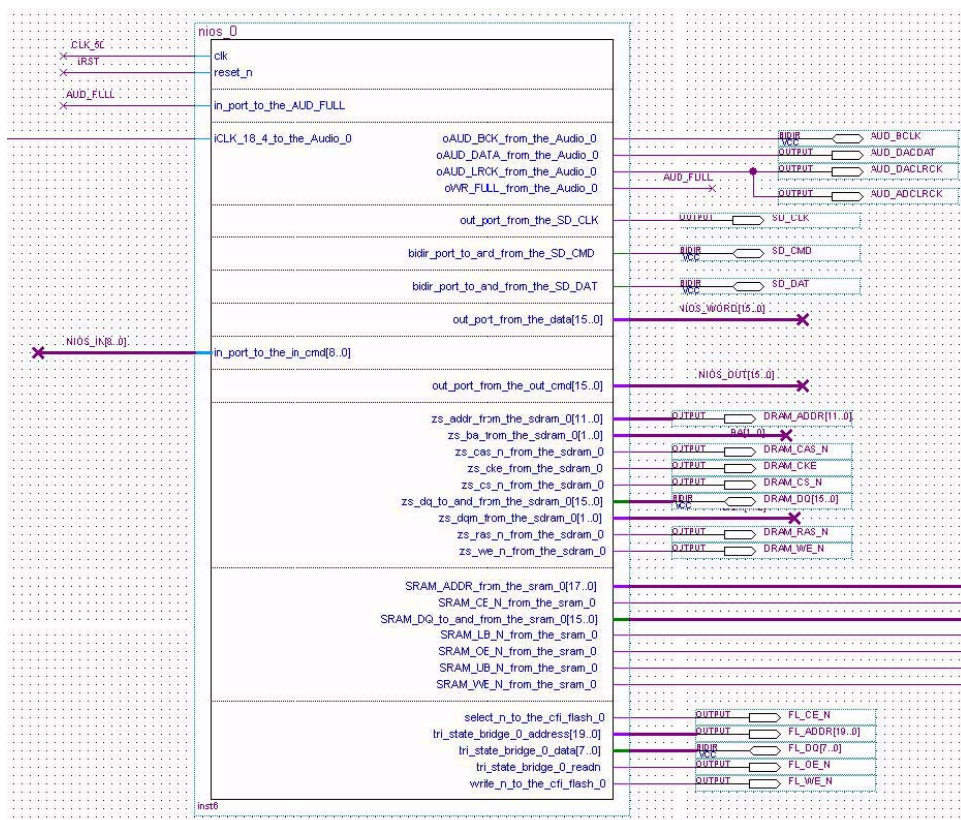 nios_0
CLK_50
iRST
AUD_FULL
clk
reset_n
in_port_to_the_AUD_FULL
iCLK_18_4_to_the_Audio_0
oAUD_BCK_from_the_Audio_0
BIDIR
VCC
AUD_BCLK
oAUD_DATA_from_the_Audio_0
OUTPUT
AUD_DACDAT
oAUD_LRCK_from_the_Audio_0
OUTPUT
AUD_DACLRCK
oWR_FULL_from_the_Audio_0
AUD_FULL
OUTPUT
AUD_ADCLRCK
out_port_from_the_SD_CLK
OUTPUT
SD_CLK
bidir_port_to_and_from_the_SD_CMD
BIDIR
VCC
SD_CMD
bidir_port_to_and_from_the_SD_DAT
BIDIR
VCC
SD_DAT
out_port_from_the_data[15..0]
NIOS_WORD[15..0]
NIOS_IN[8..0]
in_port_to_the_in_cmd[8..0]
out_port_from_the_out_cmd[15..0]
NIOS_OUT[15..0]
zs_addr_from_the_sdram_0[11..0]
OUTPUT
DRAM_ADDR[11..0]
zs_ba_from_the_sdram_0[1..0]
BA[1..0]
zs_cas_n_from_the_sdram_0
OUTPUT
DRAM_CAS_N
zs_cke_from_the_sdram_0
OUTPUT
DRAM_CKE
zs_cs_n_from_the_sdram_0
OUTPUT
DRAM_CS_N
zs_dq_to_and_from_the_sdram_0[15..0]
BIDIR
VCC
DRAM_DQ[15..0]
zs_dqm_from_the_sdram_0[1..0]
zs_ras_n_from_the_sdram_0
OUTPUT
DRAM_RAS_N
zs_we_n_from_the_sdram_0
OUTPUT
DRAM_WE_N
SRAM_ADDR_from_the_sram_0[17..0]
SRAM_CE_N_from_the_sram_0
SRAM_DQ_to_and_from_the_sram_0[15..0]
SRAM_LB_N_from_the_sram_0
SRAM_OE_N_from_the_sram_0
SRAM_UB_N_from_the_sram_0
SRAM_WE_N_from_the_sram_0
select_n_to_the_cfi_flash_0
OUTPUT
FL_CE_N
tri_state_bridge_0_address[19..0]
OUTPUT
FL_ADDR[19..0]
tri_state_bridge_0_data[7..0]
BIDIR
VCC
FL_DQ[7..0]
tri_state_bridge_0_readn
OUTPUT
FL_OE_N
write_n_to_the_cfi_flash_0
OUTPUT
FL_WE_N
inst6